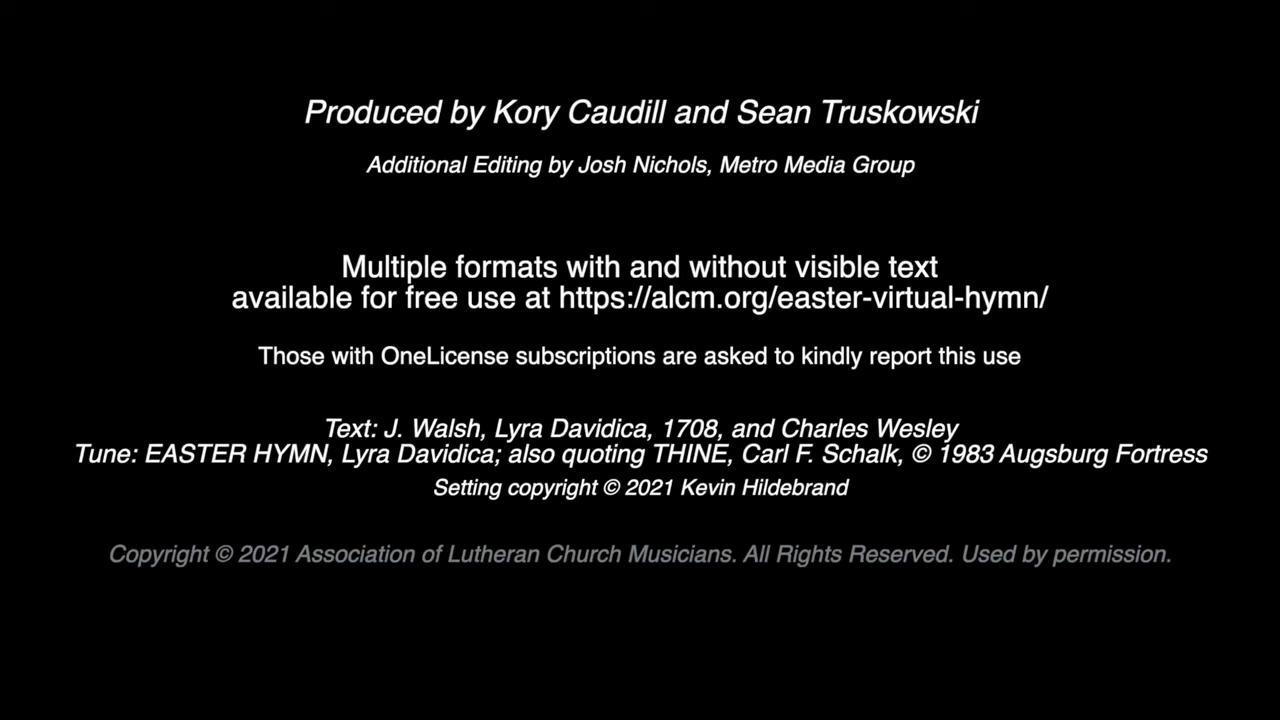 Produced by Kory Caudill and Sean Truskowski
Additional Editing by Josh Nichols, Metro Media Group
Multiple formats with and without visible text
available for free use at https://alcm.org/easter-virtual-hymn/
Those with OneLicense subscriptions are asked to kindly report this use
Text: J. Walsh, Lyra Davidica, 1708, and Charles Wesley
Tune: EASTER HYMN, Lyra Davidica; also quoting THINE, Carl F. Schalk, © 1983 Augsburg Fortress
Setting copyright © 2021 Kevin Hildebrand
Copyright © 2021 Association of Lutheran Church Musicians. All Rights Reserved. Used by permission.